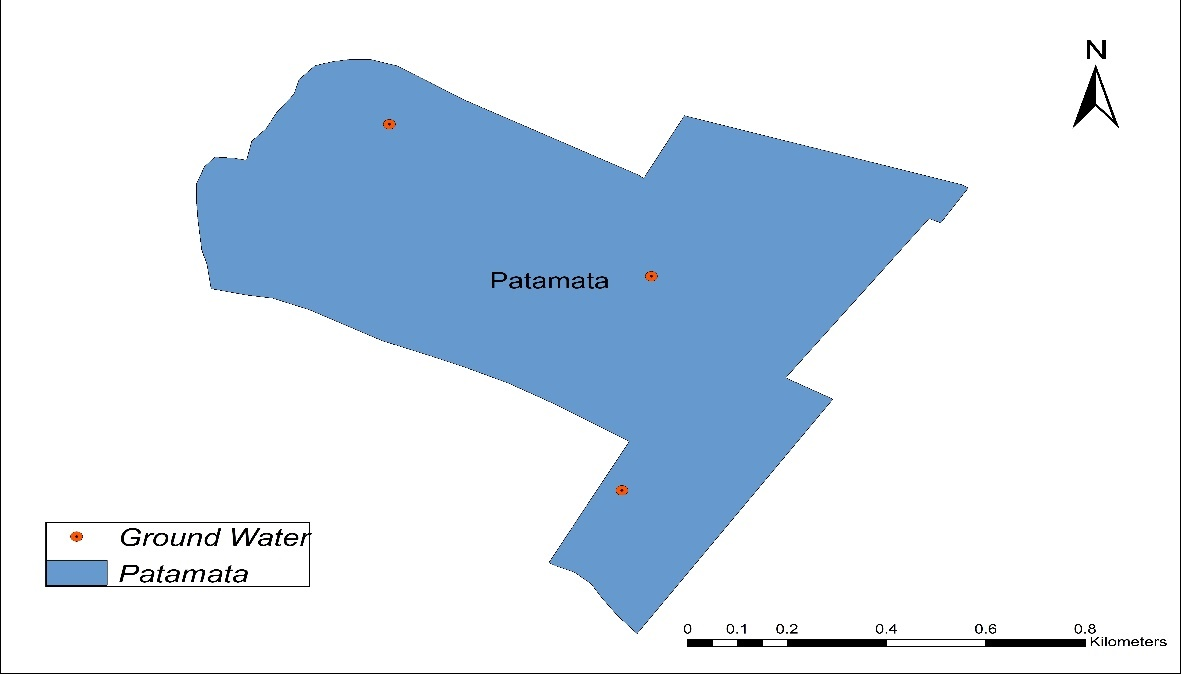 N
Patamata
Ground Water
Patamata
0 0.1 0.2 0.4 0.6 0.8
Kilometers